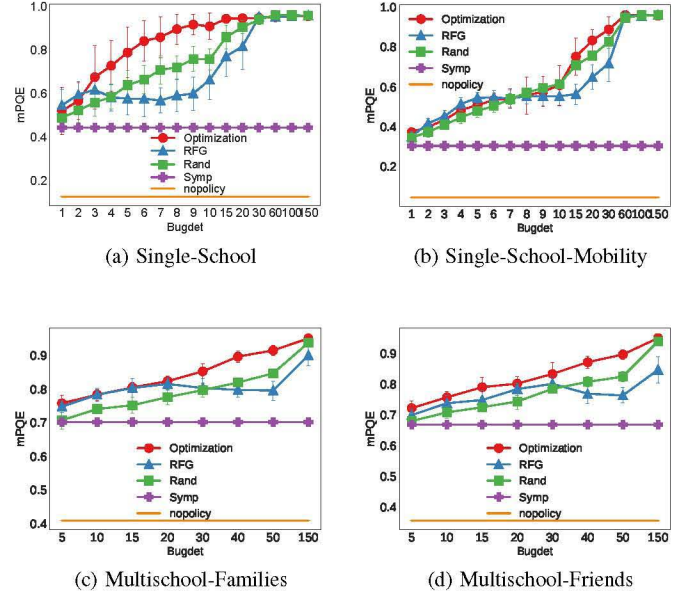 1.0
0.8
0.6
0.4
0.2
mPQE
Optimization
RFG
Rand
Symp
nopolicy
1 2 3 4 5 6 7 8 9 10 15 20 30 60 100 150
Bugdet
(a) Single-School
1.0
0.8
0.6
0.4
0.2
mPQE
Optimization
RFG
Rand
Symp
nopolicy
1 2 3 4 5 6 7 8 9 10 15 20 30 60 100 150
Bugdet
(b) Single-School-Mobility
0.9
0.8
0.7
0.6
0.5
0.4
mPQE
Optimization
RFG
Rand
Symp
nopolicy
5 10 15 20 30 40 50 150
Bugdet
(c) Multischool-Families
0.9
0.8
0.7
0.6
0.5
0.4
mPQE
Optimization
RFG
Rand
Symp
nopolicy
5 10 15 20 30 40 50 150
Bugdet
(d) Multischool-Friends